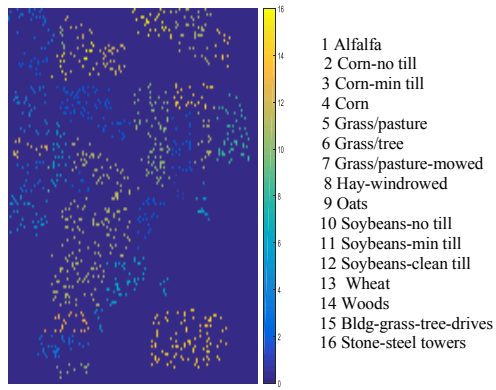 16
14
12
10
8
6
4
2
0
1 Alfalfa
2 Corn-no till
3 Corn-min till
4 Corn
5 Grass/pasture
6 Grass/tree
7 Grass/pasture-mowed
8 Hay-windrowed
9 Oats
10 Soybeans-no till
11 Soybeans-min till
12 Soybeans-clean till
13 Wheat
14 Woods
15 Bldg-grass-tree-drives
16 Stone-steel towers